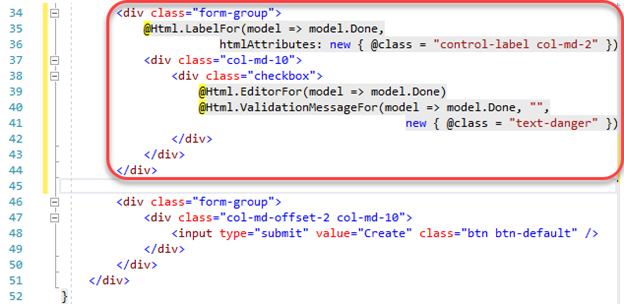 34 <div class="form-group">
35 @Html.LabelFor(model => model.Done,
36 htmlAttributes: new { @class = "control-label col-md-2" })
37 <div class="col-md-10">
38 <div class="checkbox">
39 @Html.EditorFor(model => model.Done)
40 @Html.ValidationMessageFor(model => model.Done, "",
41 new { @class = "text-danger" })
42 </div>
43 </div>
44 </div>
45
46 <div class="form-group">
47 <div class="col-md-offset-2 col-md-10">
48 <input type="submit" value="Create" class="btn btn-default" />
49 </div>
50 </div>
51 </div>
52 }